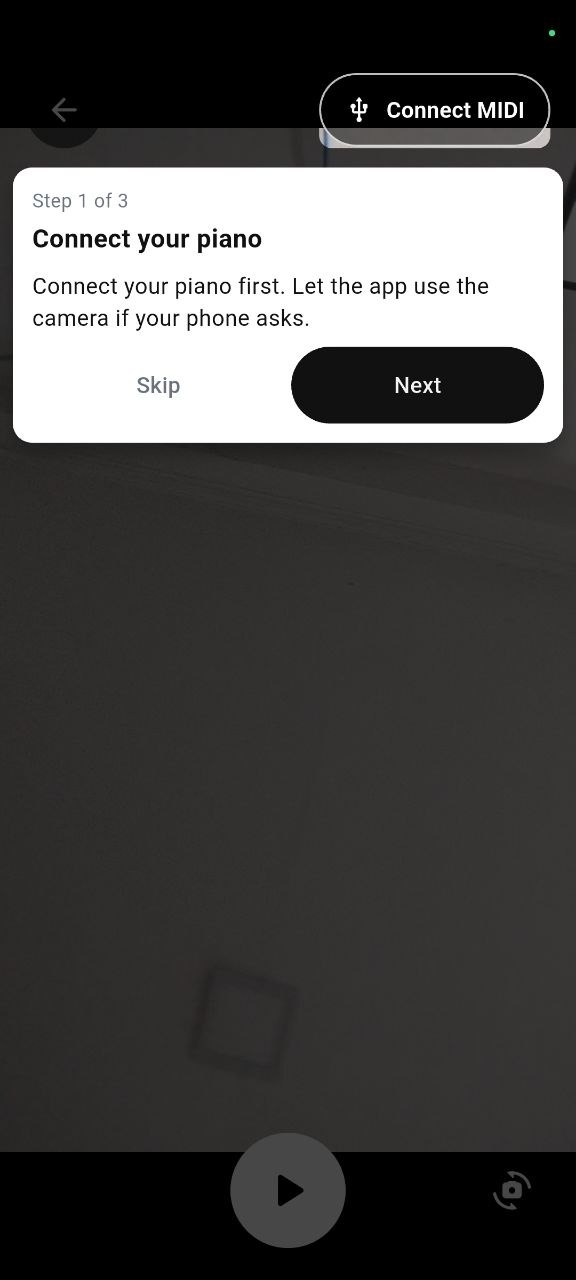 Connect MIDI
Step 1 of 3
Connect your piano
Connect your piano first. Let the app use the
camera if your phone asks.
Skip
Next